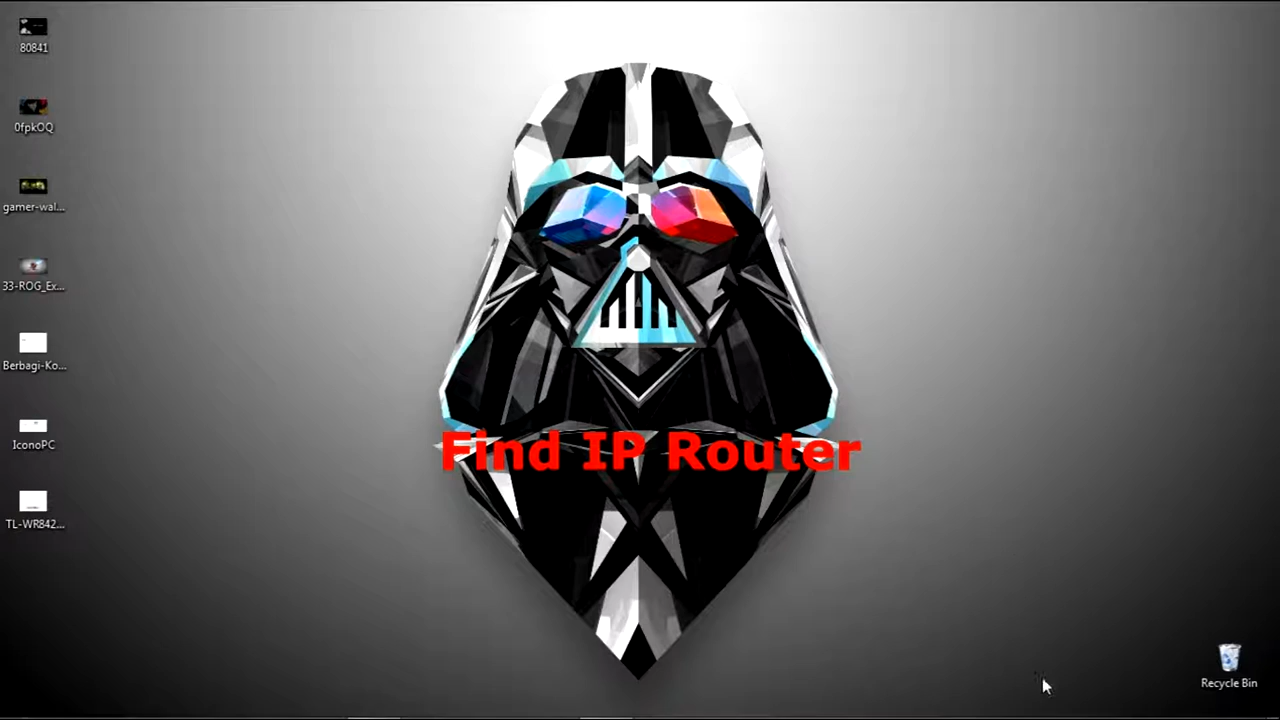 80841
0fpkOQ
gamer-wal...
33-ROG_Ex...
Berbagi-Ko...
IconoPC
TL-WR842...
Find IP Router
Recycle Bin